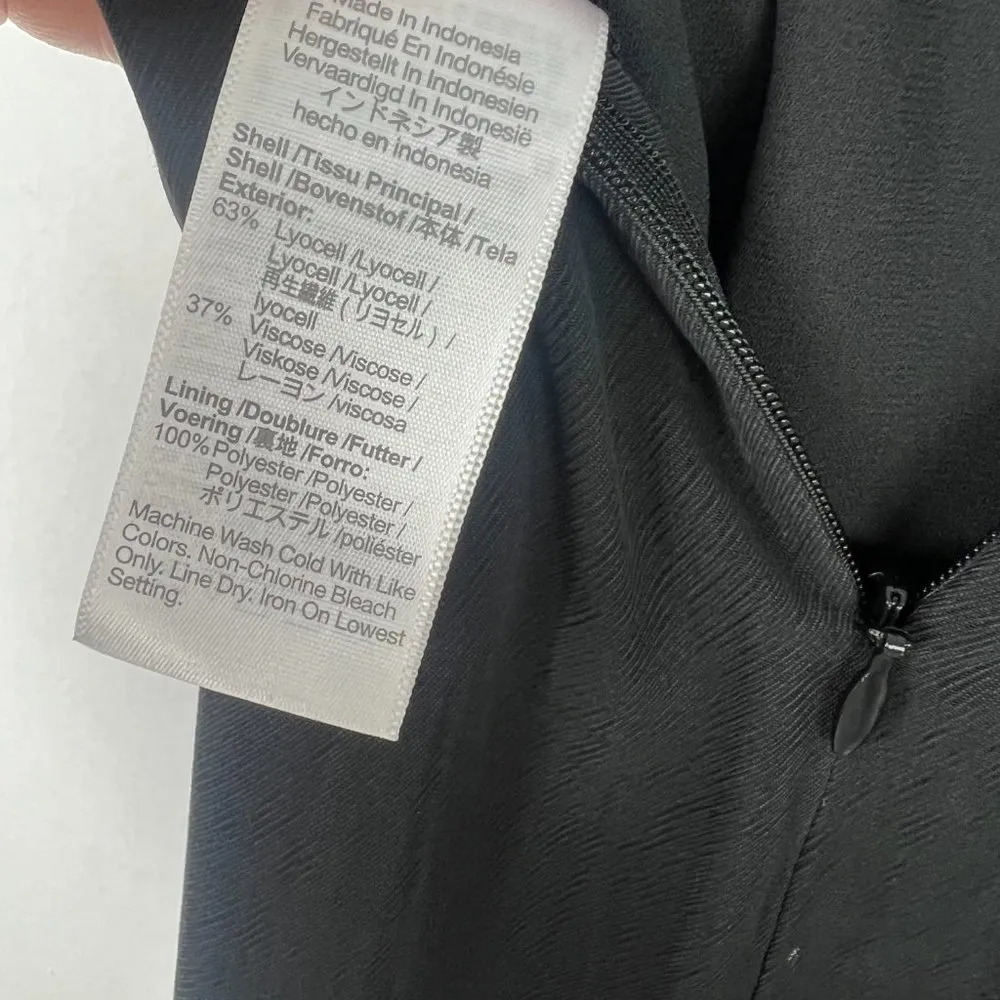 Made In Indonesia
Fabriqué En Indonésie
Hergestellt In Indonesien
Vervaardigd In Indonesië
インドネシア製
hecho en indonesia
Shell /Tissu Principal /
Shell /Bovenstof /本体 /Tela
Exterior:
63% Lyocell /Lyocell /
Lyocell /Lyocell /
再生繊維 (リヨセル) /
lyocell
37% Viscose /Viscose /
Viskose /Viscose /
レーヨン /viscosa
Lining /Doublure /Futter /
Voering /裏地 /Forro:
100% Polyester /Polyester /
Polyester /Polyester /
ポリエステル /poliéster
Machine Wash Cold With Like
Colors. Non-Chlorine Bleach
Only. Line Dry. Iron On Lowest
Setting.